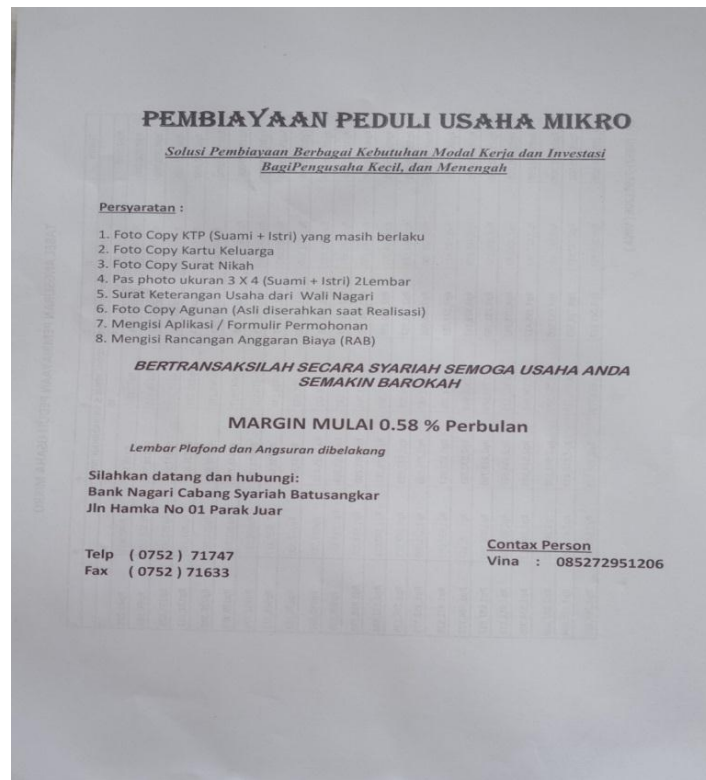 PEMBIAYAAN PEDULI USAHA MIKRO
Solusi Pembiayaan Berbagai Kebutuhan Modal Kerja dan Investasi
BagiPengusaha Kecil, dan Menengah
Persyaratan :
1. Foto Copy KTP (Suami + Istri) yang masih berlaku
2. Foto Copy Kartu Keluarga
3. Foto Copy Surat Nikah
4. Pas photo ukuran 3 X 4 (Suami + Istri) 2Lembar
5. Surat Keterangan Usaha dari Wali Nagari
6. Foto Copy Agunan (Asli diserahkan saat Realisasi)
7. Mengisi Aplikasi / Formulir Permohonan
8. Mengisi Rancangan Anggaran Biaya (RAB)
BERTRANSAKSILAH SECARA SYARIAH SEMOGA USAHA ANDA
SEMAKIN BAROKAH
MARGIN MULAI 0.58 % Perbulan
Lembar Plafond dan Angsuran dibelakang
Silahkan datang dan hubungi:
Bank Nagari Cabang Syariah Batusangkar
Jln Hamka No 01 Parak Juar
Telp ( 0752 ) 71747
Fax ( 0752 ) 71633
Contax Person
Vina : 085272951206